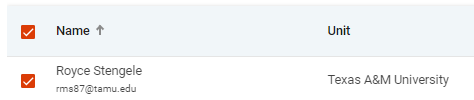 Name ↑ Unit
Royce Stengele
rms87@tamu.edu
Texas A&M University